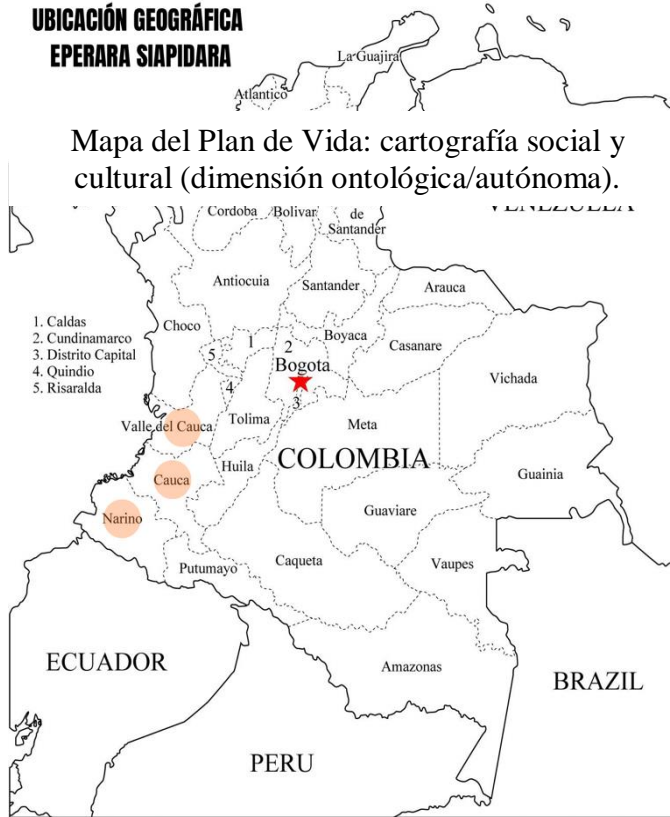 UBICACIÓN GEOGRÁFICA
EPERARA SIAPIDARA
La Guajira
Atlantico
Mapa del Plan de Vida: cartografía social y
cultural (dimensión ontológica/autónoma).
VENEZUELA
Cordoba
Bolivar
de
Santander
Antiocuia
Santander
Arauca
Choco
1. Caldas
2. Cundinamarco
3. Distrito Capital
4. Quindio
5. Risaralda
1
2
Boyaca
Casanare
5
Bogota
4
3
Vichada
Valle del Cauca
Tolima
Meta
Huila
COLOMBIA
Cauca
Guainia
Guaviare
Narino
Putumayo
Caqueta
Vaupes
ECUADOR
Amazonas
BRAZIL
PERU